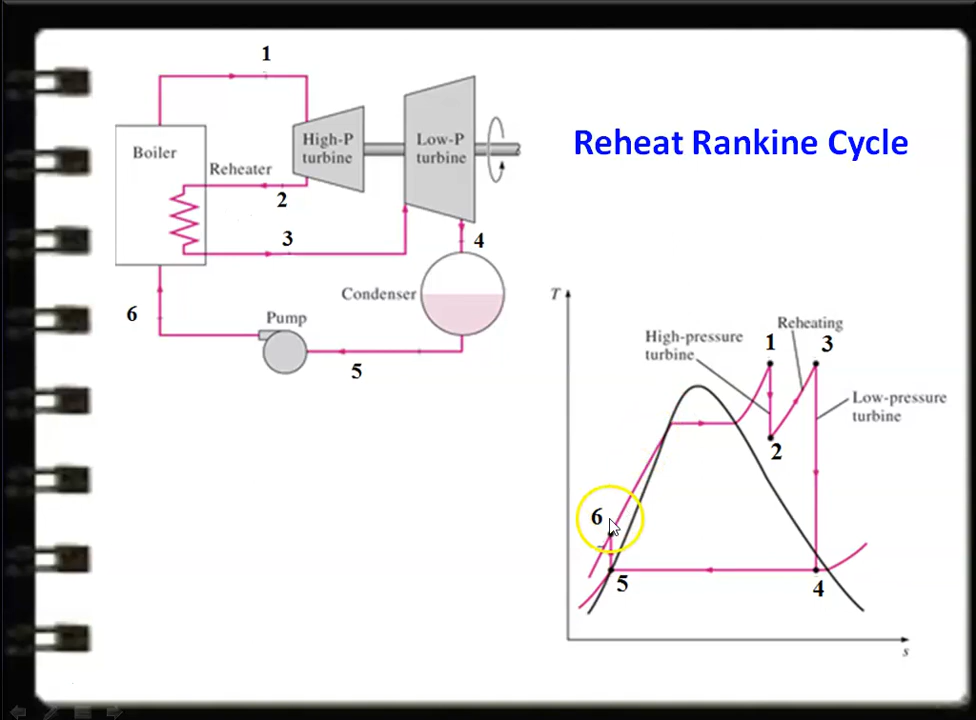 1
Boiler
High-P
turbine
Low-P
turbine
Reheater
2
3
4
Condenser
6
Pump
5
Reheat Rankine Cycle
T
High-pressure
turbine
Reheating
1
3
Low-pressure
turbine
2
6
5
4
s